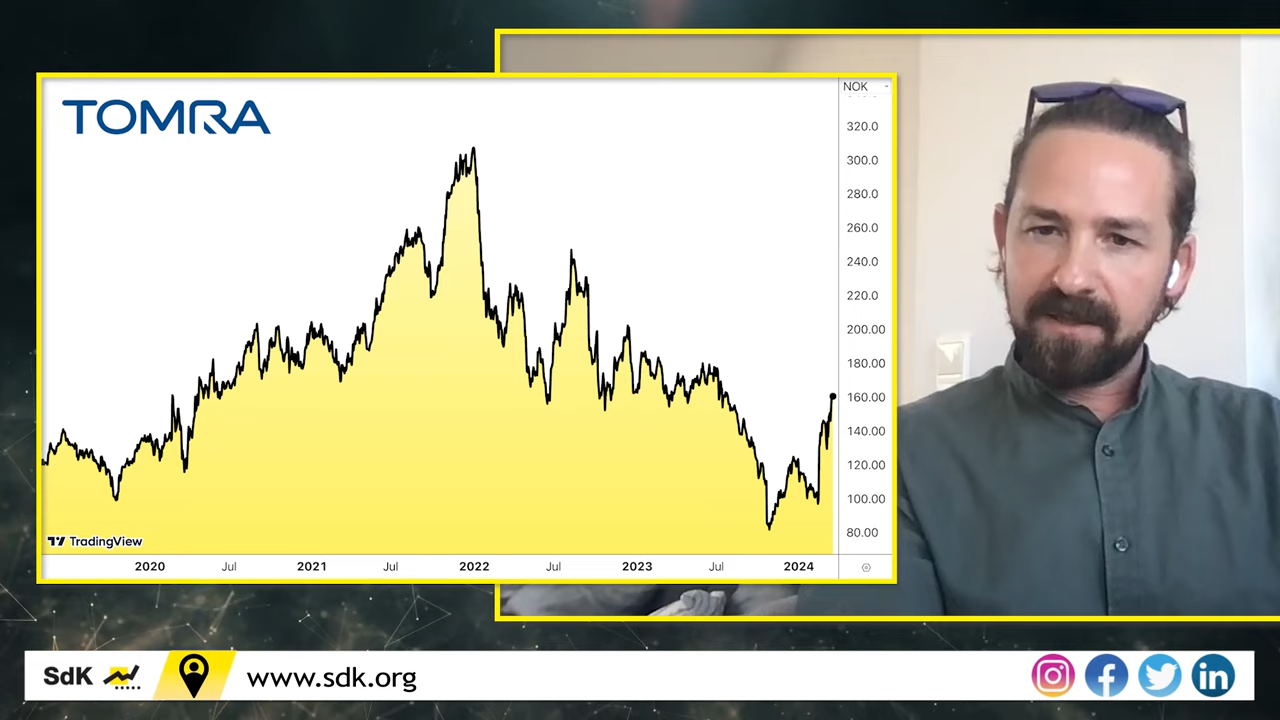 TOMRA
NOK
320.0
300.0
280.0
260.0
240.0
220.0
200.00
180.00
160.00
140.00
120.00
100.00
80.00
TradingView
2020 Jul 2021 Jul 2022 Jul 2023 Jul 2024
SdK
www.sdk.org